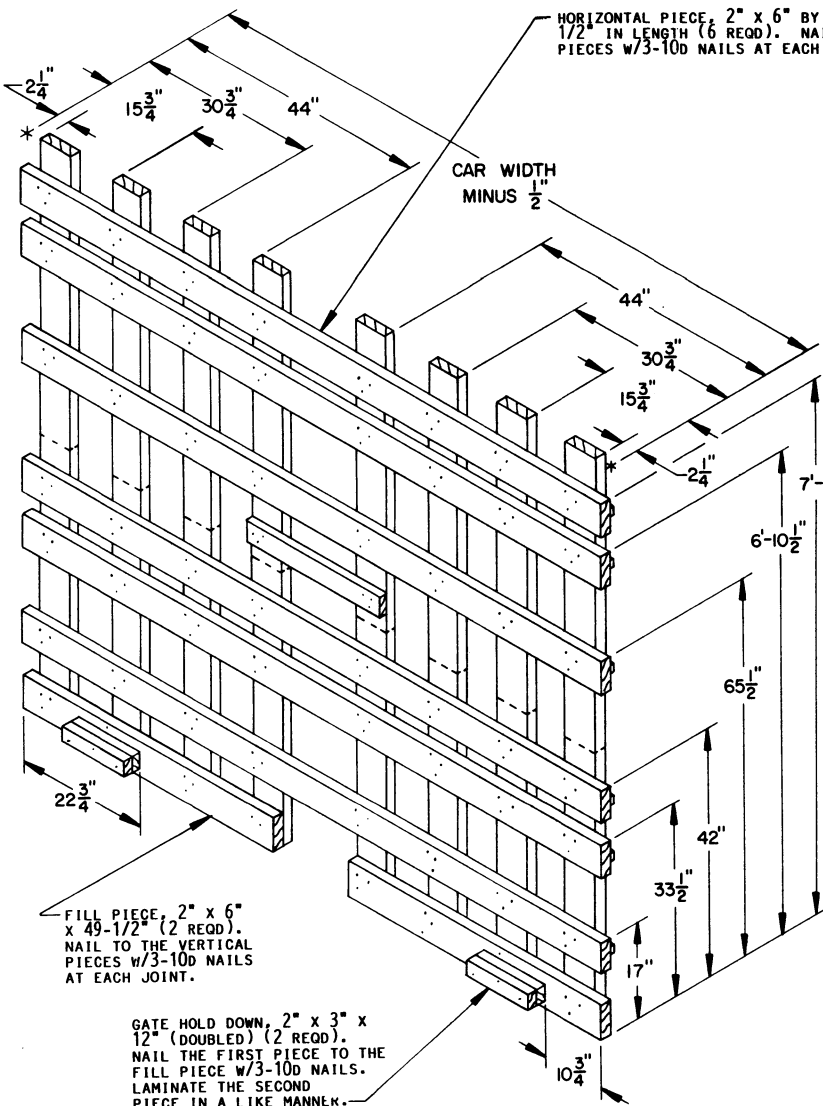 HORIZONTAL PIECE, 2" X 6" BY
1/2" IN LENGTH (6 REQD).
PIECES W/3-10D NAILS AT EACH
2 1/4"
15 3/4"
30 3/4"
44"
*
CAR WIDTH
MINUS 1/2"
44"
30 3/4"
15 3/4"
*
2 1/4"
7'-
6'-10 1/2"
65 1/2"
42"
33 1/2"
17"
22 3/4"
10 3/4"
FILL PIECE, 2" X 6"
X 49-1/2" (2 REQD).
NAIL TO THE VERTICAL
PIECES W/3-10D NAILS
AT EACH JOINT.
GATE HOLD DOWN, 2" X 3" X
12" (DOUBLED) (2 REQD).
NAIL THE FIRST PIECE TO THE
FILL PIECE W/3-10D NAILS.
LAMINATE THE SECOND
PIECE IN A LIKE MANNER.